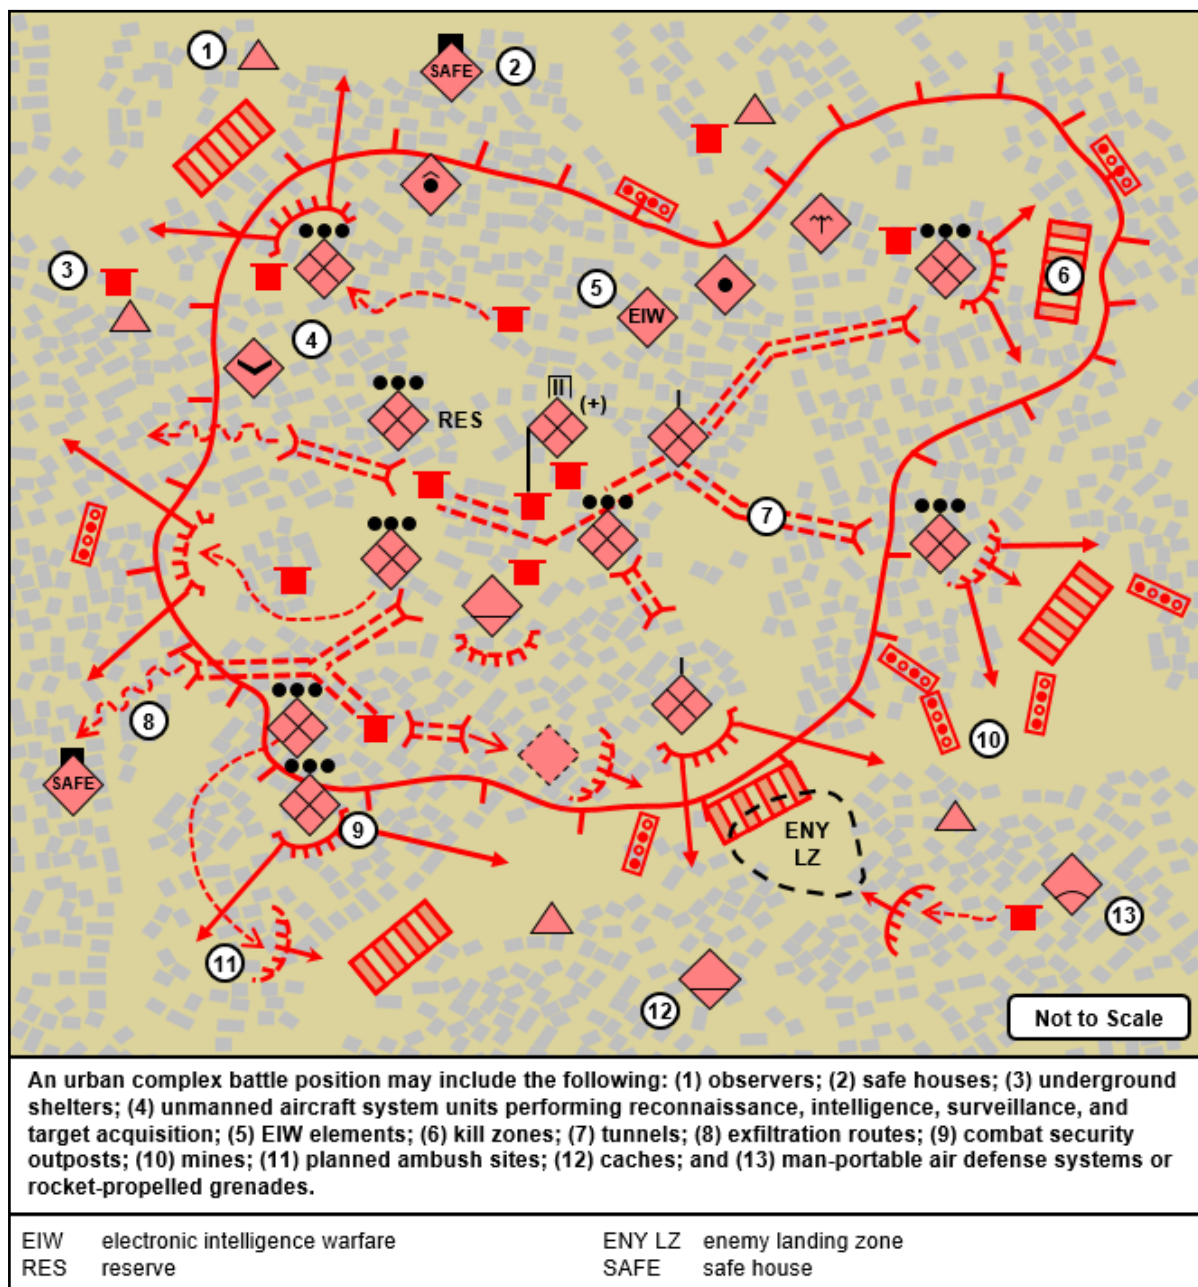 1
SAFE
2
3
4
5
EIW
6
RES
II
(+)
I
7
I
8
SAFE
9
10
ENY
LZ
11
12
13
Not to Scale
An urban complex battle position may include the following: (1) observers; (2) safe houses; (3) underground
shelters; (4) unmanned aircraft system units performing reconnaissance, intelligence, surveillance, and
target acquisition; (5) EIW elements; (6) kill zones; (7) tunnels; (8) exfiltration routes; (9) combat security
outposts; (10) mines; (11) planned ambush sites; (12) caches; and (13) man-portable air defense systems or
rocket-propelled grenades.
EIW electronic intelligence warfare
ENY LZ enemy landing zone
RES reserve
SAFE safe house